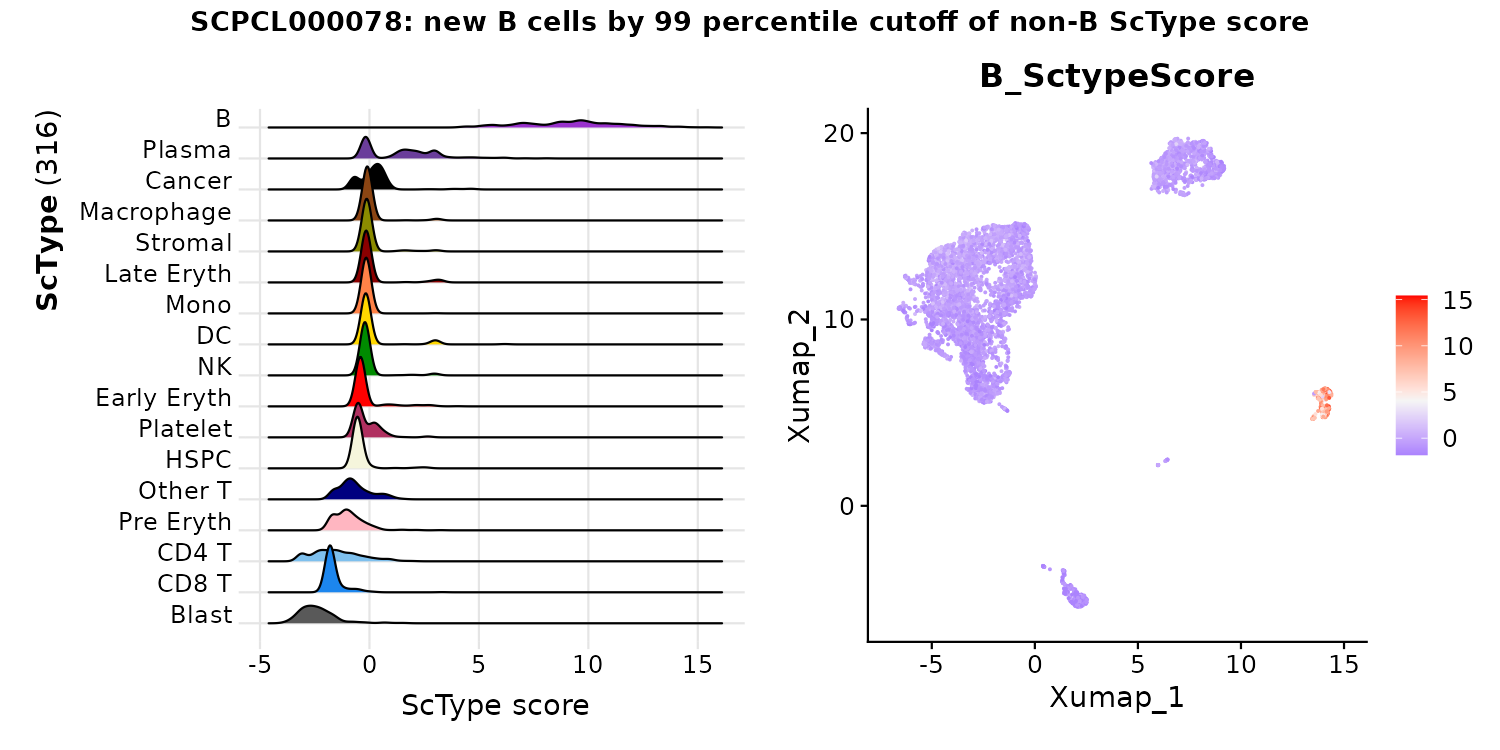 SCPCL000078: new B cells by 99 percentile cutoff of non-B ScType score
ScType (316)
B
Plasma
Cancer
Macrophage
Stromal
Late Eryth
Mono
DC
NK
Early Eryth
Platelet
HSPC
Other T
Pre Eryth
CD4 T
CD8 T
Blast
-5 0 5 10 15
ScType score
B_SctypeScore
Xumap_2
20
10
0
-5 0 5 10 15
Xumap_1
15
10
5
0